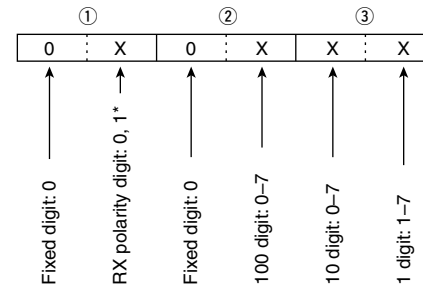 ① ② ③
0 X 0 X X X
Fixed digit: 0
RX polarity digit: 0, 1*
Fixed digit: 0
100 digit: 0–7
10 digit: 0–7
1 digit: 1–7